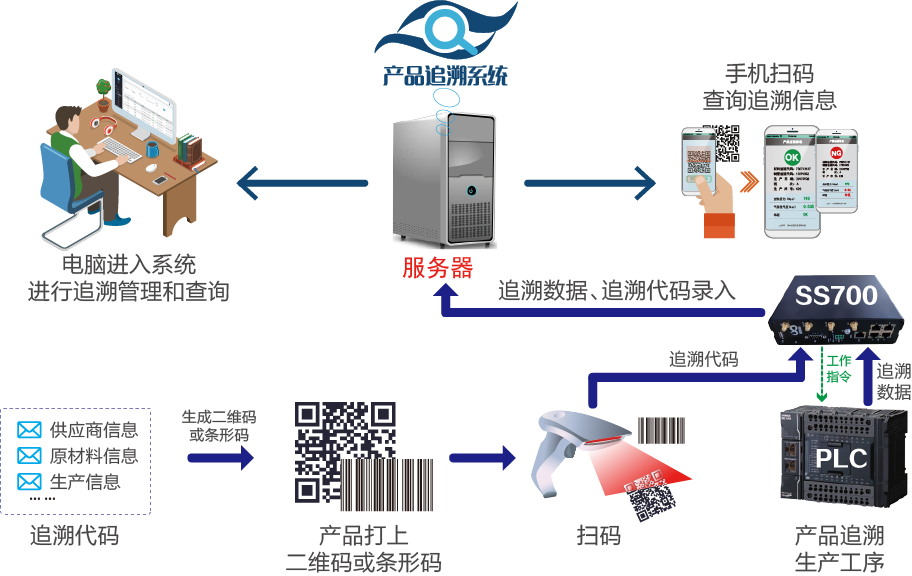 产品追溯系统
手机扫码
查询追溯信息
OK
NG
服务器
电脑进入系统
进行追溯管理和查询
追溯数据、追溯代码录入
SS700
追溯代码
工作
指令
追溯
数据
供应商信息
原材料信息
生产信息
... ...
生成二维码
或条形码
PLC
追溯代码
产品打上
二维码或条形码
扫码
产品追溯
生产工序